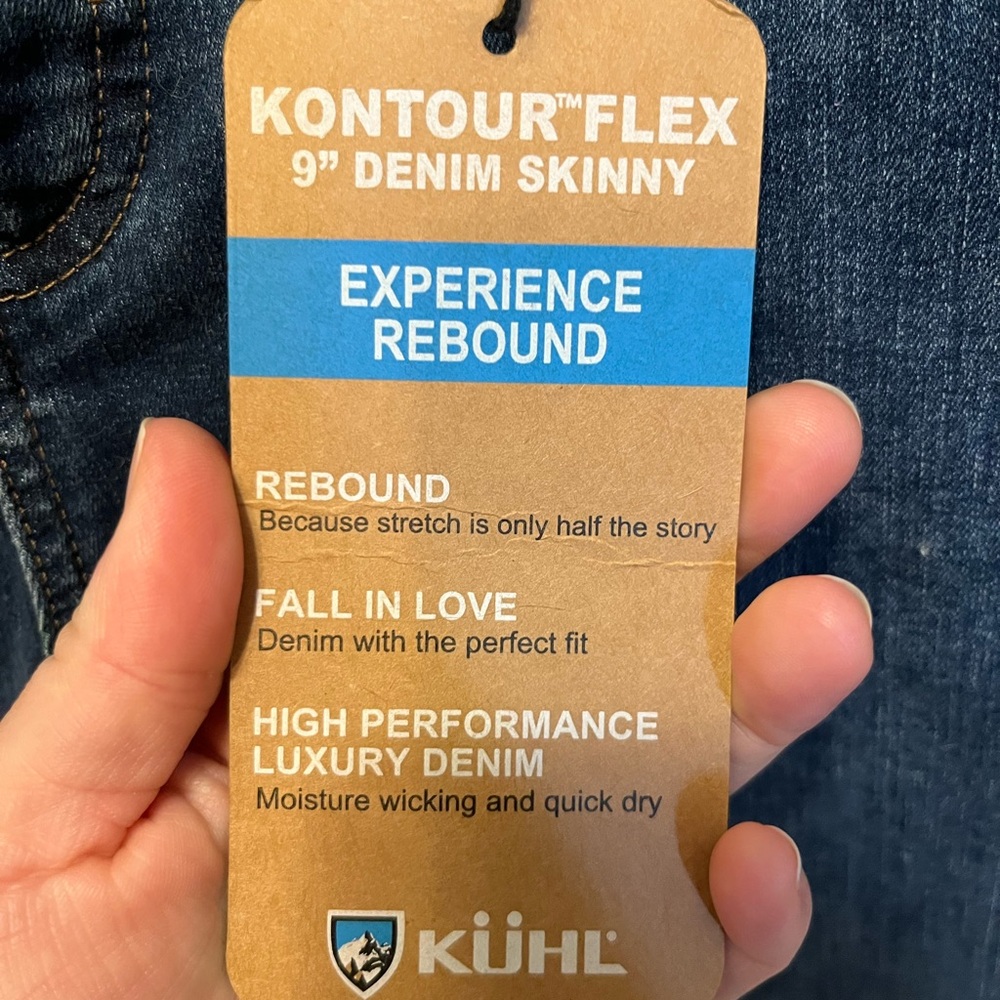 KONTOUR™FLEX
9” DENIM SKINNY
EXPERIENCE
REBOUND
REBOUND
Because stretch is only half the story
FALL IN LOVE
Denim with the perfect fit
HIGH PERFORMANCE
LUXURY DENIM
Moisture wicking and quick dry
KÜHL